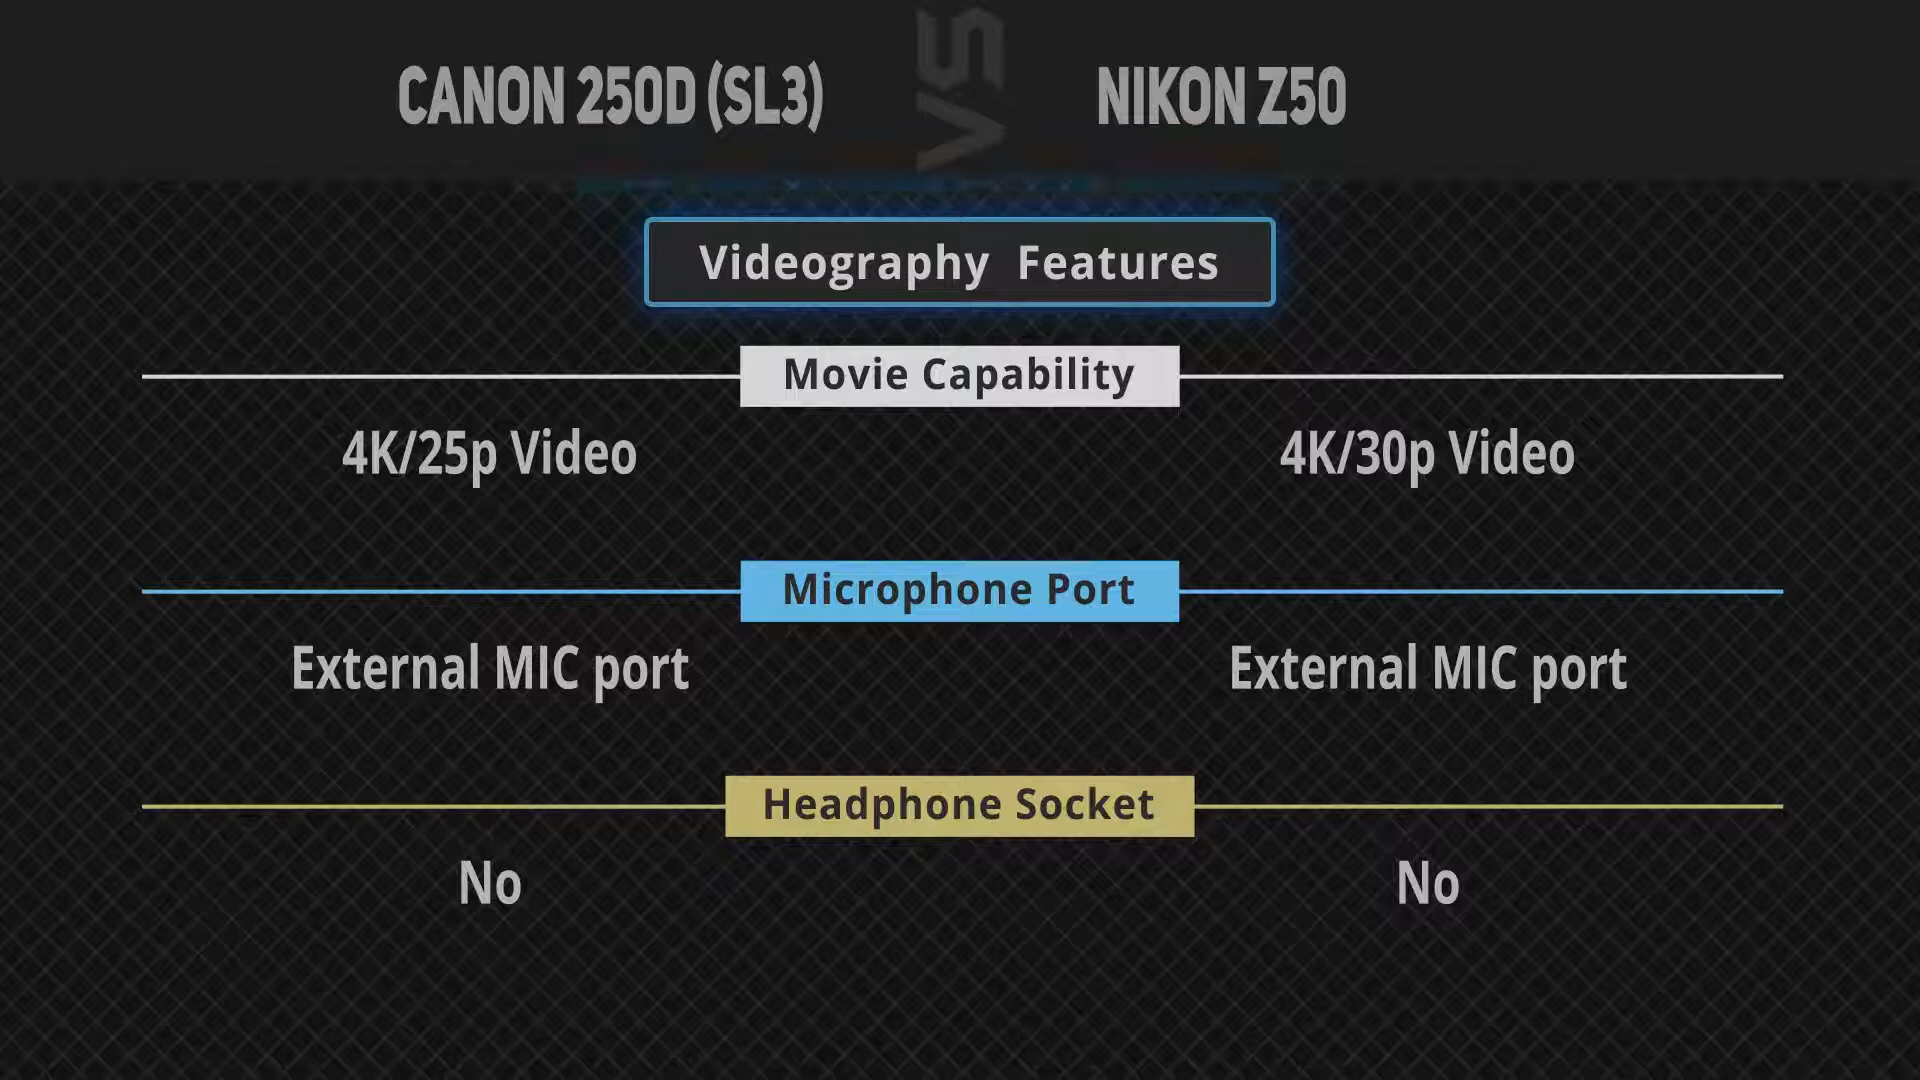 CANON 250D (SL3)
VS
NIKON Z50
Videography Features
Movie Capability
4K/25p Video
4K/30p Video
Microphone Port
External MIC port
External MIC port
Headphone Socket
No
No